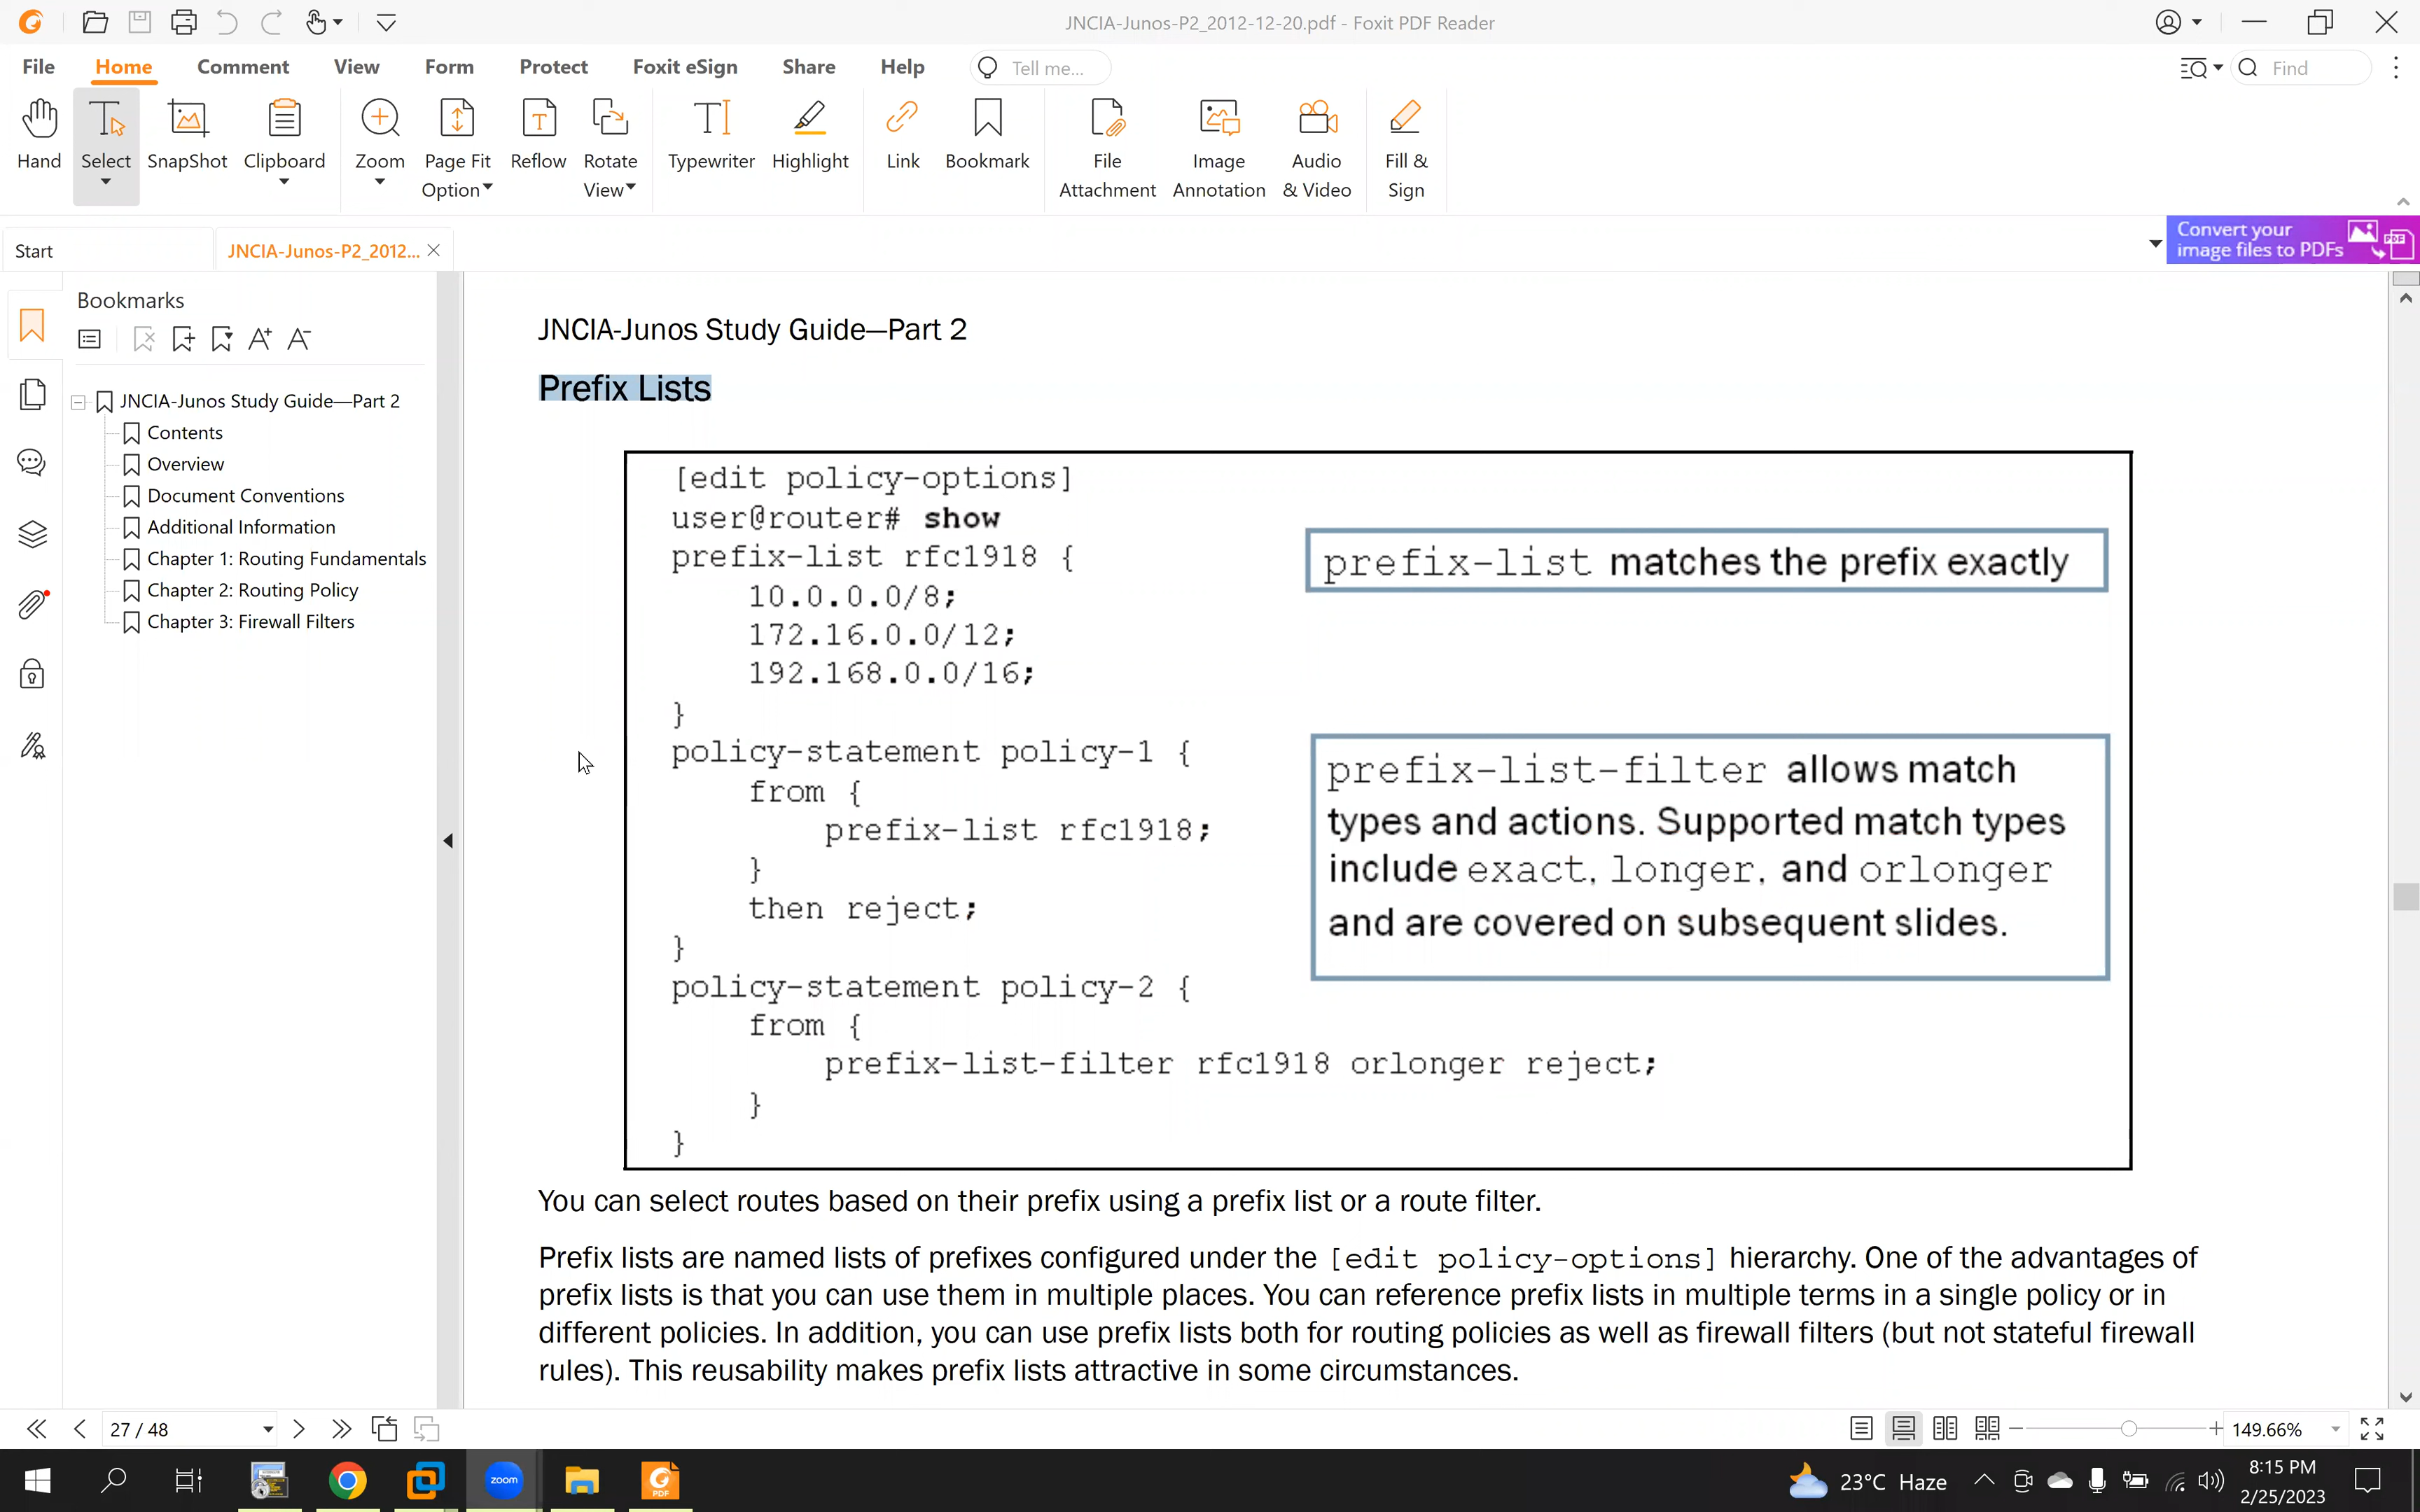 JNCIA-Junos-P2_2012-12-20.pdf - Foxit PDF Reader
File Home Comment View Form Protect Foxit eSign Share Help Tell me... Find
Hand Select SnapShot Clipboard Zoom Page Fit Option Reflow Rotate View Typewriter Highlight Link Bookmark File Attachment Image Annotation Audio & Video Fill & Sign
Start JNCIA-Junos-P2_2012...
Convert your
image files to PDFs
PDF
Bookmarks
JNCIA-Junos Study Guide—Part 2
Contents
Overview
Document Conventions
Additional Information
Chapter 1: Routing Fundamentals
Chapter 2: Routing Policy
Chapter 3: Firewall Filters
JNCIA-Junos Study Guide—Part 2
Prefix Lists
[edit policy-options]
user@router# show
prefix-list rfc1918 {
10.0.0.0/8;
172.16.0.0/12;
192.168.0.0/16;
}
policy-statement policy-1 {
from {
prefix-list rfc1918;
}
then reject;
}
policy-statement policy-2 {
from {
prefix-list-filter rfc1918 orlonger reject;
}
}
prefix-list matches the prefix exactly
prefix-list-filter allows match
types and actions. Supported match types
include exact, longer, and orlonger
and are covered on subsequent slides.
You can select routes based on their prefix using a prefix list or a route filter.
Prefix lists are named lists of prefixes configured under the [edit policy-options] hierarchy. One of the advantages of
prefix lists is that you can use them in multiple places. You can reference prefix lists in multiple terms in a single policy or in
different policies. In addition, you can use prefix lists both for routing policies as well as firewall filters (but not stateful firewall
rules). This reusability makes prefix lists attractive in some circumstances.
27 / 48
149.66%
zoom
PDF
23°C Haze
8:15 PM
2/25/2023